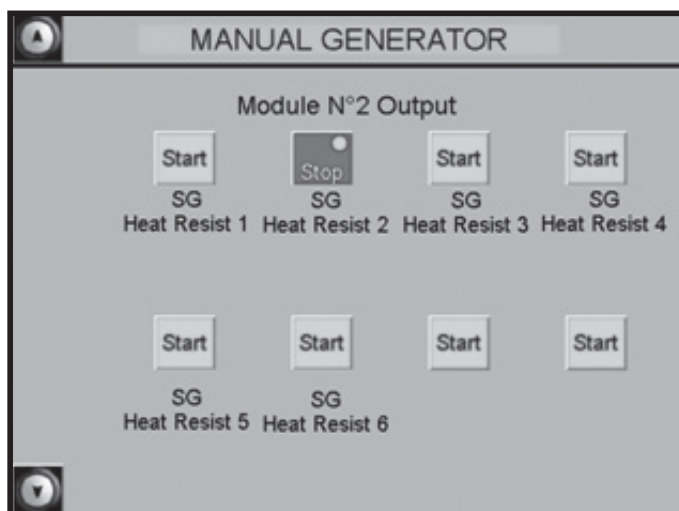 MANUAL GENERATOR
Module N°2 Output
Start Stop Start Start
SG SG SG SG
Heat Resist 1 Heat Resist 2 Heat Resist 3 Heat Resist 4
Start Start Start Start
SG SG
Heat Resist 5 Heat Resist 6